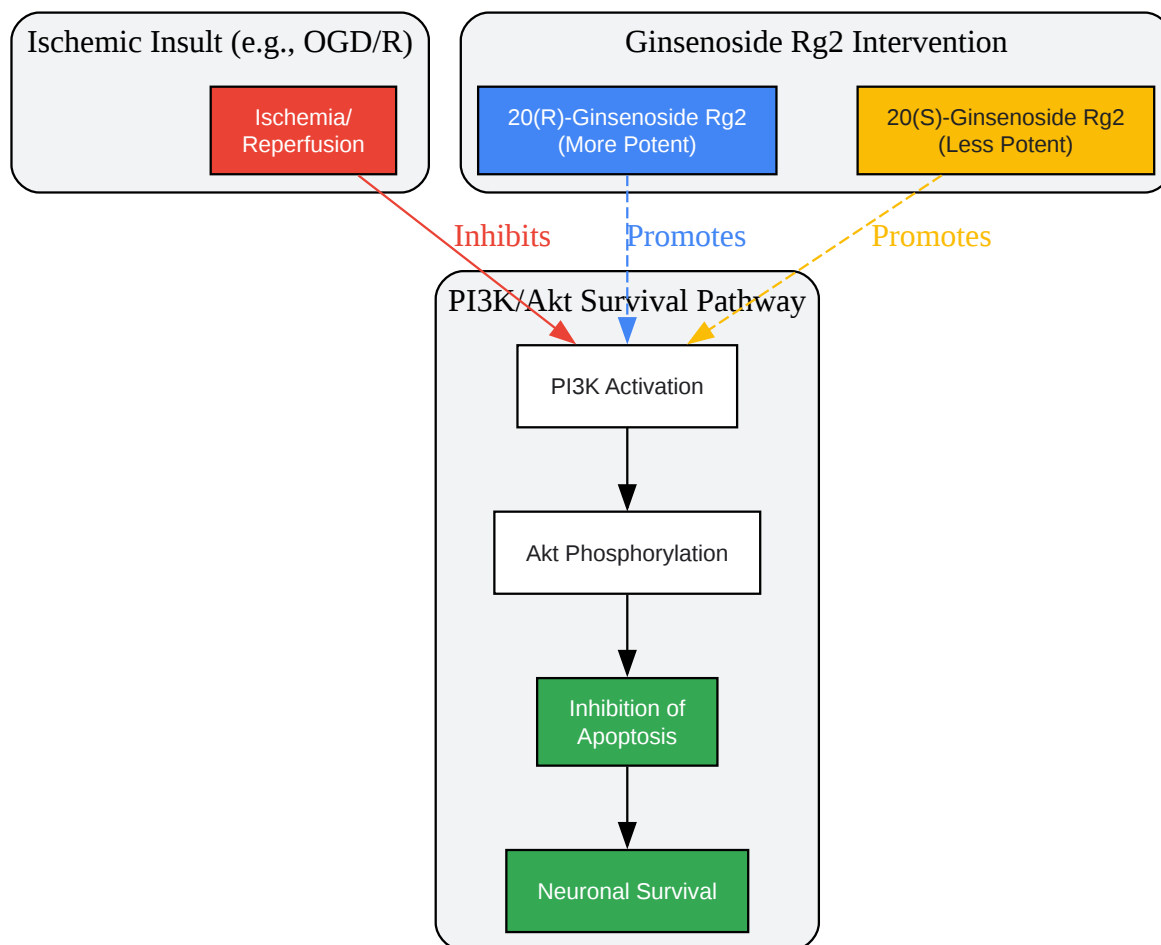 Ischemic Insult (e.g., OGD/R)
Ginsenoside Rg2 Intervention
Ischemia/
Reperfusion
20(R)-Ginsenoside Rg2
(More Potent)
20(S)-Ginsenoside Rg2
(Less Potent)
Inhibits
Promotes
Promotes
PI3K/Akt Survival Pathway
PI3K Activation
Akt Phosphorylation
Inhibition of
Apoptosis
Neuronal Survival